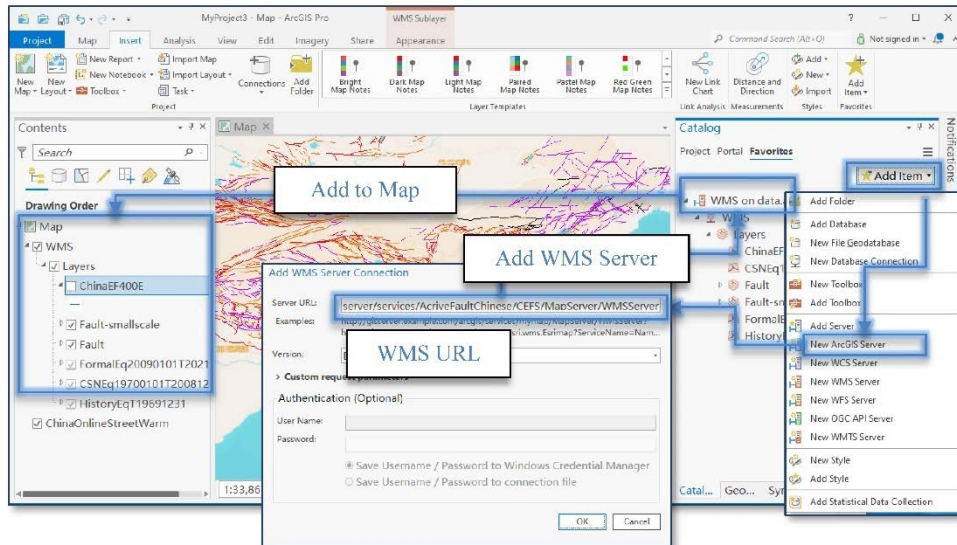 MyProject3 - Map - ArcGIS Pro
WMS Sublayer
?
Project Map Insert Analysis View Edit Imagery Share Appearance
Command Search (Alt+Q)
Not signed in
New Map
New Layout
New Report
New Notebook
Toolbox
Import Map
Import Layout
Task
Connections
Add Folder
Project
Bright Map Notes
Dark Map Notes
Light Map Notes
Paired Map Notes
Pastel Map Notes
Red Green Map Notes
Layer Templates
New Link Chart
Link Analysis
Distance and Direction
Measurements
Add
New
Import
Styles
Add Item
Favorites
Contents
Search
Drawing Order
Map
WMS
Layers
ChinaEF400E
Fault-smallscale
Fault
FormalEq20090101T2021
CSNEq19700101T200812
HistoryEqT19691231
ChinaOnlineStreetWarm
Map
1:33,86
Add to Map
Add WMS Server
WMS URL
Add WMS Server Connection
Server URL: server/services/AcriveFaultChinese/CEFS/MapServer/WMSServer
Examples:
Version:
Custom request parameters
Authentication (Optional)
User Name:
Password:
Save Username / Password to Windows Credential Manager
Save Username / Password to connection file
OK Cancel
Catalog
Project Portal Favorites
Add Item
WMS on data.
WMS
Layers
ChinaEF
CSNEq19
Fault
Fault-sm
FormalE
History
Catal... Geo... Sy
Notifications
Add Folder
Add Database
New File Geodatabase
New Database Connection
New Toolbox
Add Toolbox
Add Server
New ArcGIS Server
New WCS Server
New WMS Server
New WFS Server
New OGC API Server
New WMTS Server
New Style
Add Style
Add Statistical Data Collection